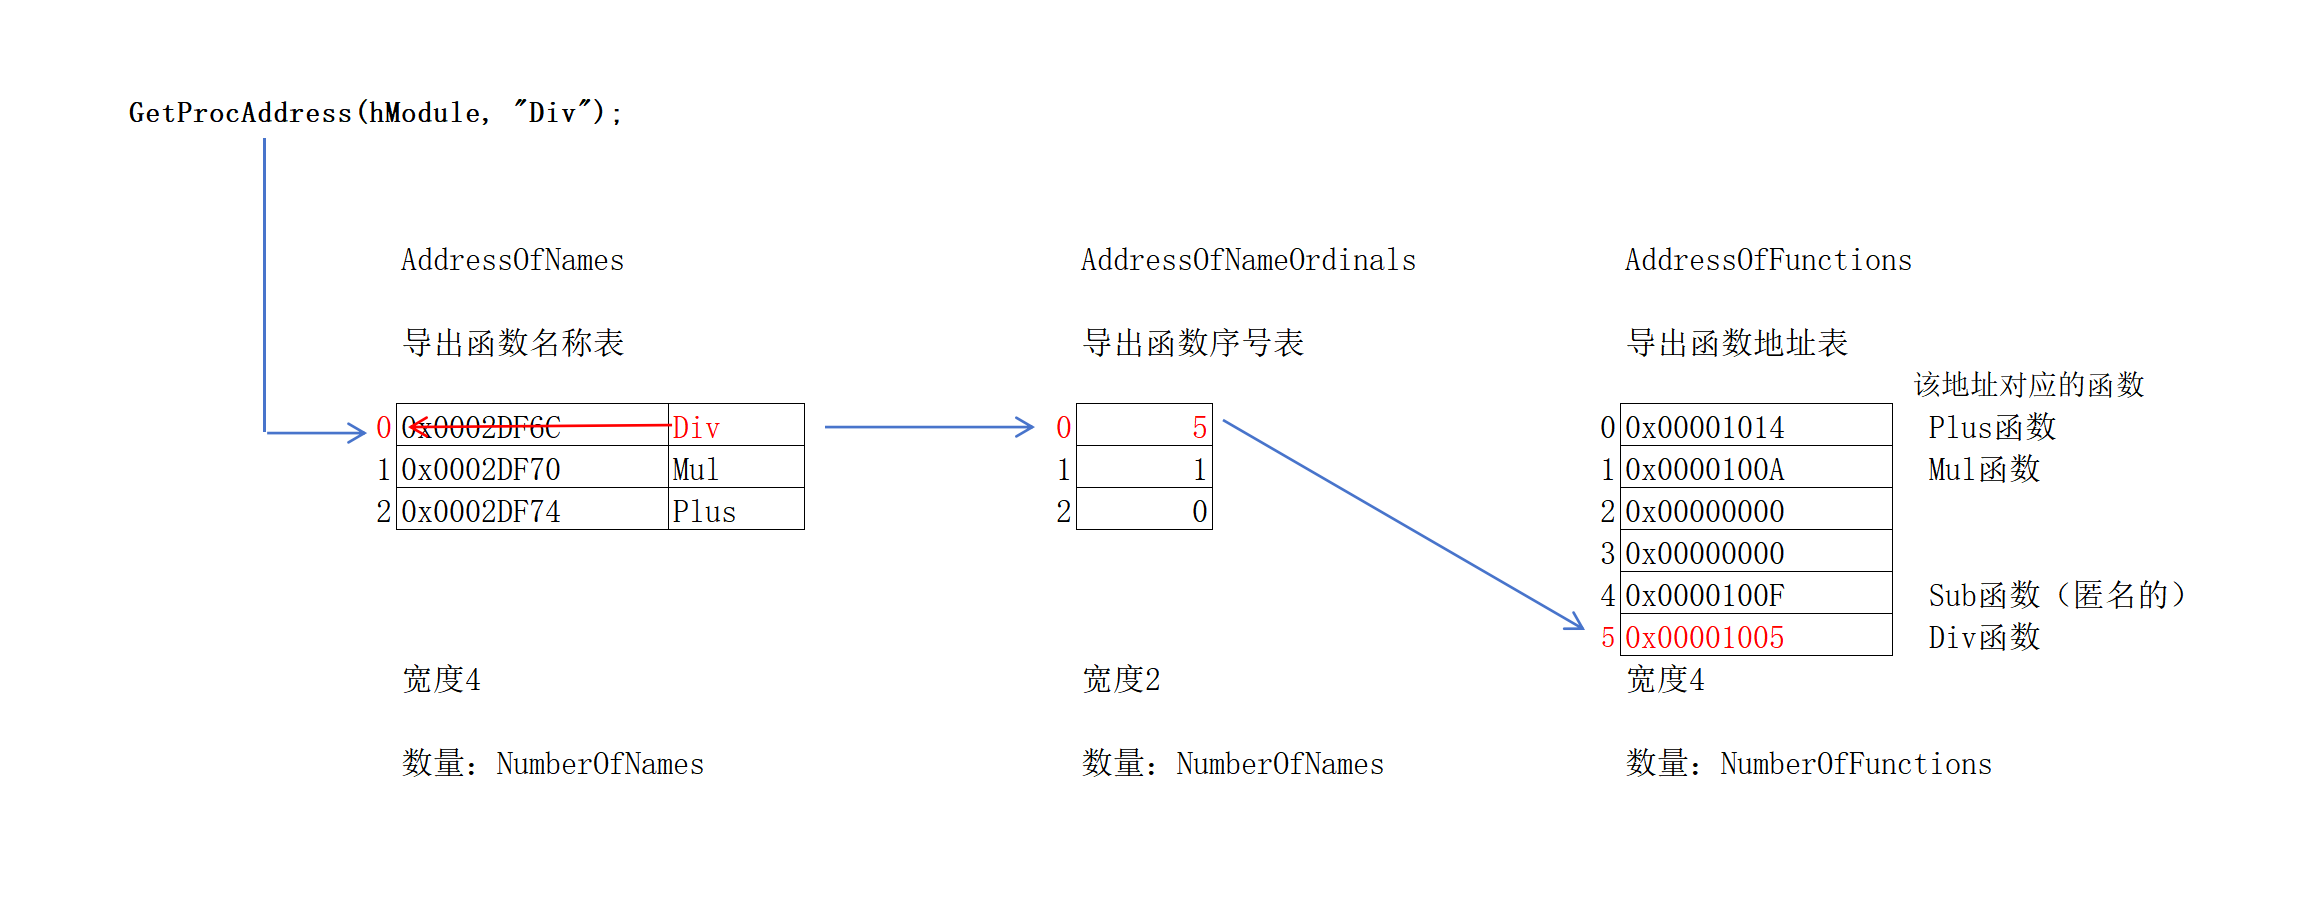 GetProcAddress(hModule, "Div");
AddressOfNames AddressOfNameOrdinals AddressOfFunctions
导出函数名称表 导出函数序号表 导出函数地址表
该地址对应的函数
0 0x0002DF6C Div 0 5 0 0x00001014 Plus函数
1 0x0002DF70 Mul 1 1 1 0x0000100A Mul函数
2 0x0002DF74 Plus 2 0 2 0x00000000
3 0x00000000
4 0x0000100F Sub函数（匿名的）
5 0x00001005 Div函数
宽度4 宽度2 宽度4
数量：NumberOfNames 数量：NumberOfNames 数量：NumberOfFunctions